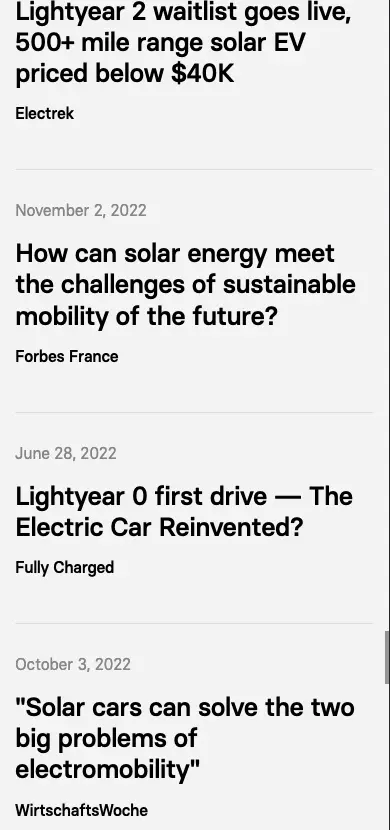 Lightyear 2 waitlist goes live,
500+ mile range solar EV
priced below $40K
Electrek
November 2, 2022
How can solar energy meet
the challenges of sustainable
mobility of the future?
Forbes France
June 28, 2022
Lightyear 0 first drive — The
Electric Car Reinvented?
Fully Charged
October 3, 2022
"Solar cars can solve the two
big problems of
electromobility"
WirtschaftsWoche